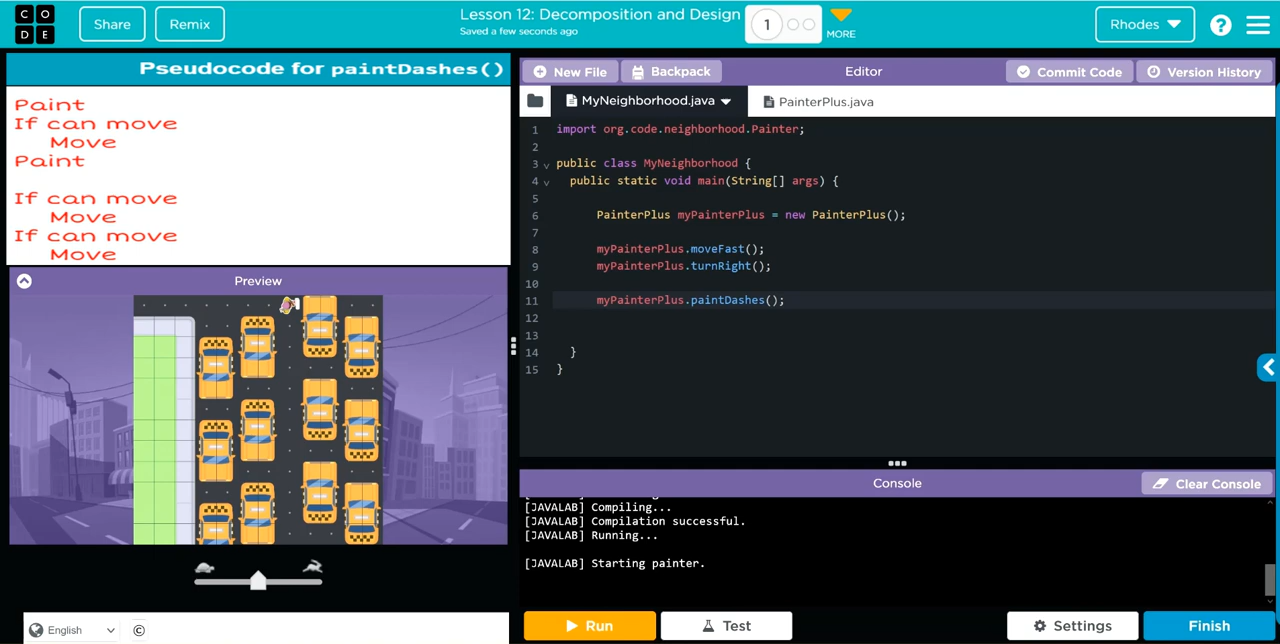 CODE
Share
Remix
Lesson 12: Decomposition and Design
Saved a few seconds ago
1
MORE
Rhodes
?
Pseudocode for paintDashes()
Paint
If can move
Move
Paint
If can move
Move
If can move
Move
Preview
English
©
New File
Backpack
Editor
Commit Code
Version History
MyNeighborhood.java
PainterPlus.java
1 import org.code.neighborhood.Painter;
2
3 public class MyNeighborhood {
4 public static void main(String[] args) {
5
6 PainterPlus myPainterPlus = new PainterPlus();
7
8 myPainterPlus.moveFast();
9 myPainterPlus.turnRight();
10
11 myPainterPlus.paintDashes();
12
13
14 }
15 }
Console
Clear Console
[JAVALAB] Compiling...
[JAVALAB] Compilation successful.
[JAVALAB] Running...
[JAVALAB] Starting painter.
Run
Test
Settings
Finish